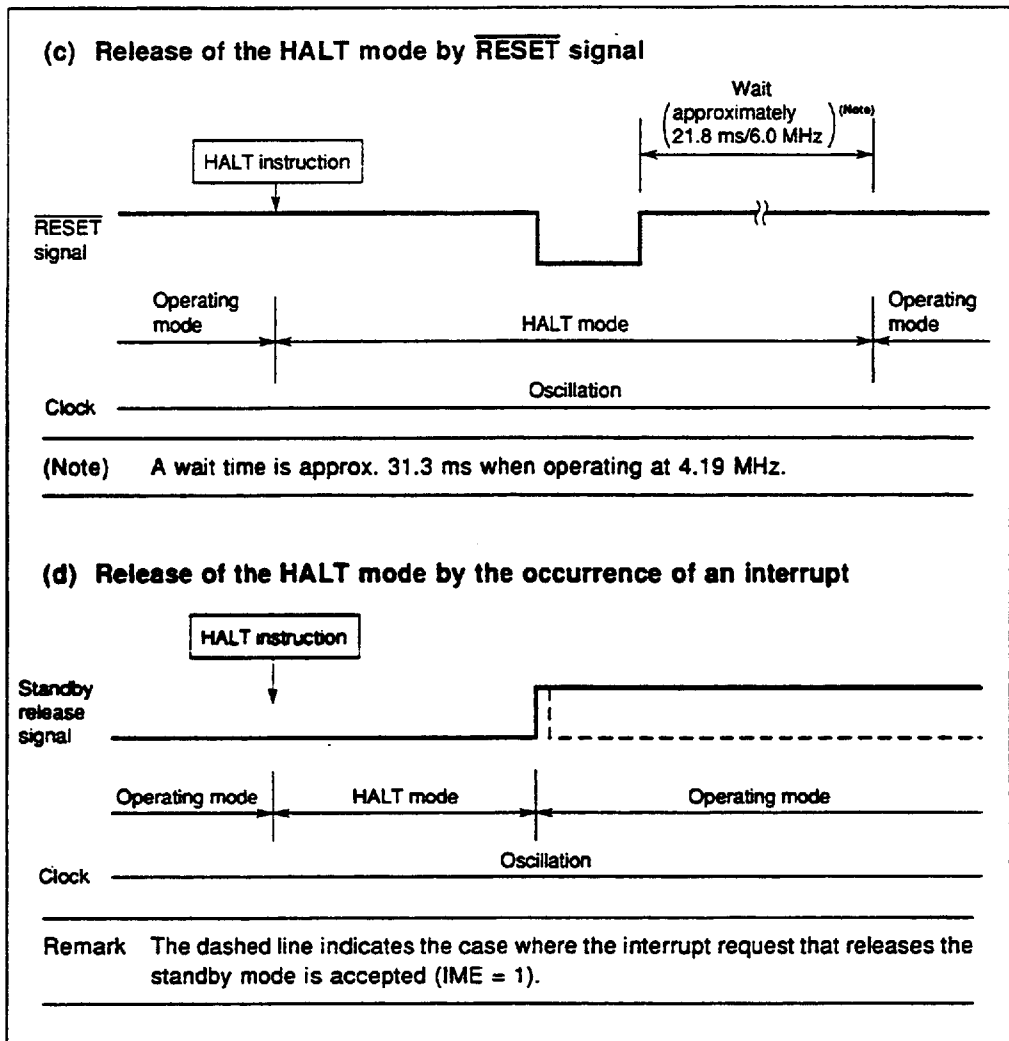 (c) Release of the HALT mode by RESET signal
Wait
(approximately
21.8 ms/6.0 MHz) (Note)
HALT instruction
RESET
signal
Operating
mode
HALT mode
Operating
mode
Oscillation
Clock
(Note) A wait time is approx. 31.3 ms when operating at 4.19 MHz.
(d) Release of the HALT mode by the occurrence of an interrupt
HALT instruction
Standby
release
signal
Operating mode
HALT mode
Operating mode
Oscillation
Clock
Remark The dashed line indicates the case where the interrupt request that releases the
standby mode is accepted (IME = 1).